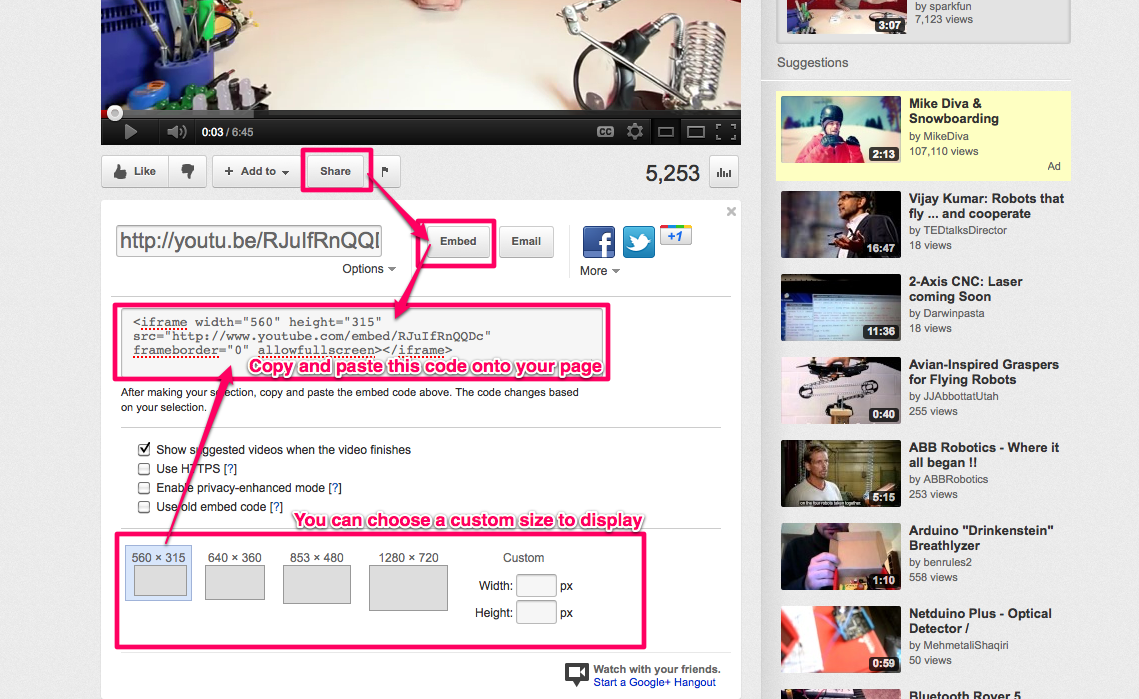 by sparkfun
7,123 views
3:07
Suggestions
Mike Diva &
Snowboarding
by MikeDiva
107,110 views
2:13
Ad
0:03 / 6:45
CC
Like
+ Add to
Share
5,253
http://youtu.be/RJuIfRnQQD
Embed
Email
+1
Options
More
<iframe width="560" height="315"
src="http://www.youtube.com/embed/RJuIfRnQQDc"
frameborder="0" allowfullscreen></iframe>
Copy and paste this code onto your page
After making your selection, copy and paste the embed code above. The code changes based
on your selection.
Show suggested videos when the video finishes
Use HTTPS [?]
Enable privacy-enhanced mode [?]
Use old embed code [?]
You can choose a custom size to display
560 × 315
640 × 360
853 × 480
1280 × 720
Custom
Width: px
Height: px
Watch with your friends.
Start a Google+ Hangout
Vijay Kumar: Robots that
fly ... and cooperate
by TEDtalksDirector
18 views
16:47
2-Axis CNC: Laser
coming Soon
by Darwinpasta
18 views
11:36
Avian-Inspired Graspers
for Flying Robots
by JJAbbottatUtah
255 views
0:40
ABB Robotics - Where it
all began !!
by ABBRobotics
253 views
5:15
on the four robots taken together.
Arduino "Drinkenstein"
Breathlyzer
by benrules2
558 views
1:10
Netduino Plus - Optical
Detector /
by MehmetaliShaqiri
50 views
0:59
Bluetooth Rover 5